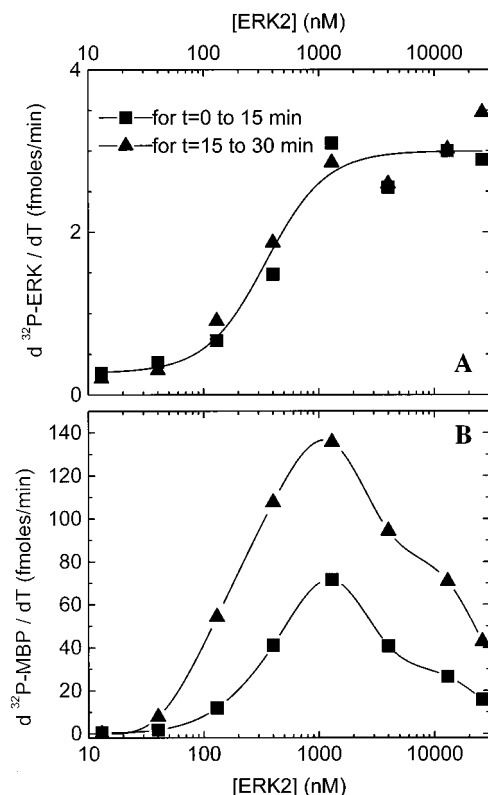 [ERK2] (nM)
10 100 1000 10000
4
2
0
d ³²P-ERK / dT (fmoles/min)
for t=0 to 15 min
for t=15 to 30 min
A
B
140
120
100
80
60
40
20
0
d ³²P-MBP / dT (fmoles/min)
10 100 1000 10000
[ERK2] (nM)